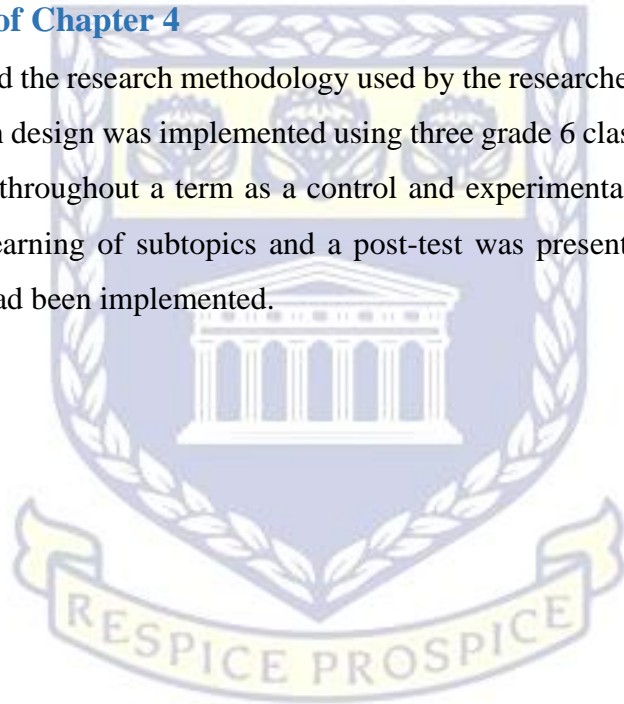 of Chapter 4
d the research methodology used by the researche
design was implemented using three grade 6 clas
throughout a term as a control and experimenta
earning of subtopics and a post-test was present
ad been implemented.
RESPICE PROSPICE